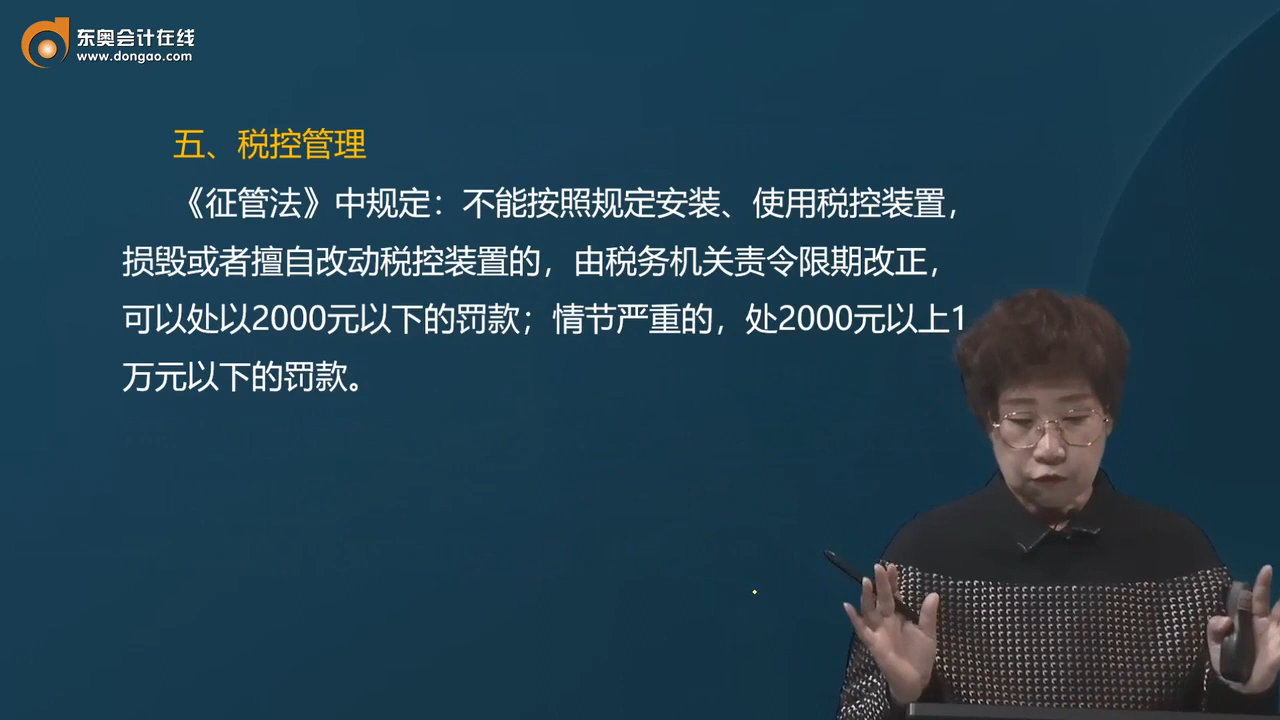 东奥会计在线
www.dongao.com
五、税控管理
《征管法》中规定：不能按照规定安装、使用税控装置，
损毁或者擅自改动税控装置的，由税务机关责令限期改正，
可以处以2000元以下的罚款；情节严重的，处2000元以上1
万元以下的罚款。